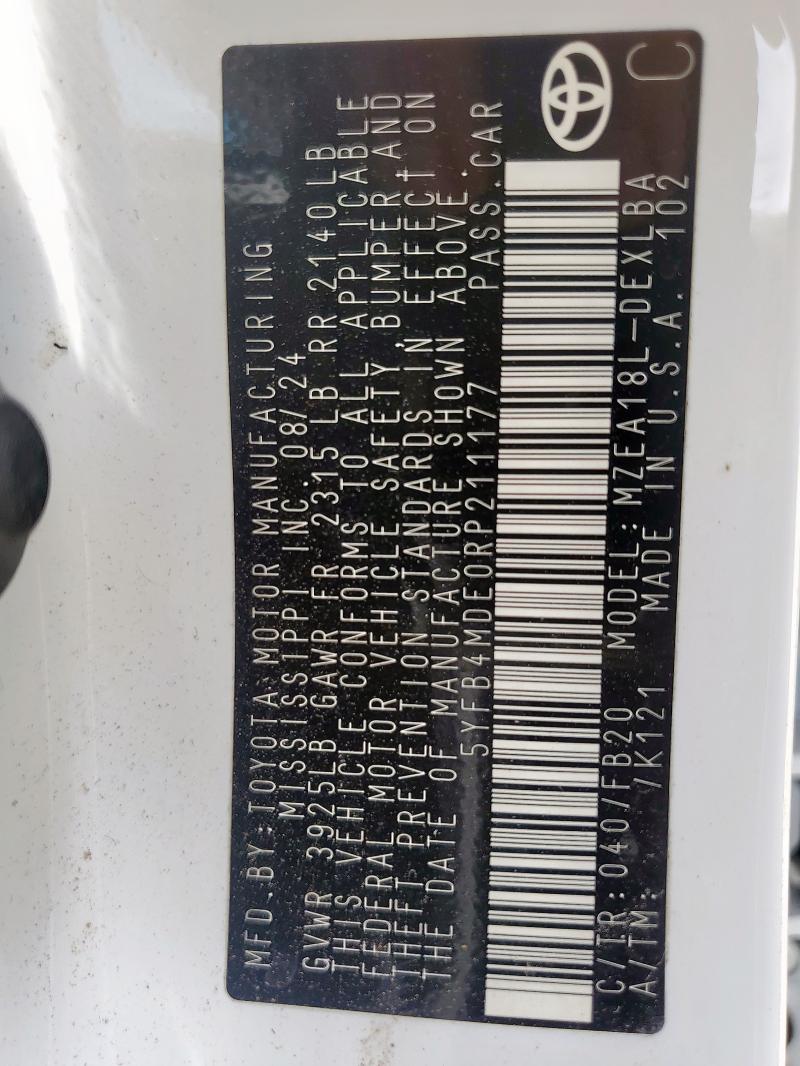 MFD.BY:TOYOTA MOTOR MANUFACTURING
MISSISSIPPI INC.08/24
GVWR 3925LB GAWR FR 2315 LB RR 2140LB
THIS VEHICLE CONFORMS TO ALL APPLICABLE
FEDERAL MOTOR VEHICLE SAFETY, BUMPER AND
THEFT PREVENTION STANDARDS IN EFFECT ON
THE DATE OF MANUFACTURE SHOWN ABOVE.
5YFB4MDE0RP211177 PASS.CAR
C/TR:040/FB20 MODEL:MZEA18L-DEXLBA
A/TM: /K121 MADE IN U.S.A. 102
C